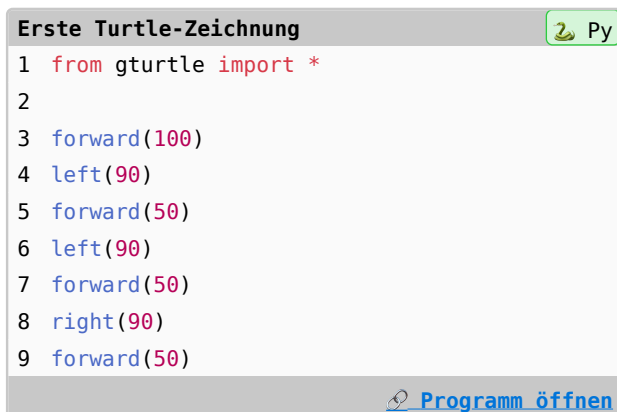 Erste Turtle-Zeichnung 🐍 Py
1 from gturtle import *
2
3 forward(100)
4 left(90)
5 forward(50)
6 left(90)
7 forward(50)
8 right(90)
9 forward(50)
🔗 Programm öffnen